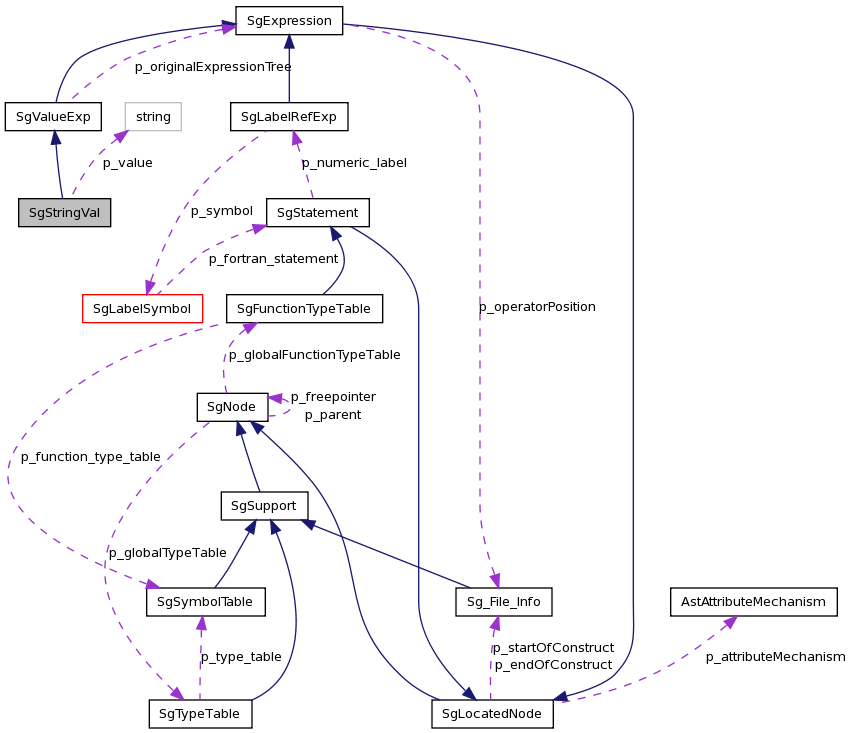 SgExpression
p_originalExpressionTree
SgValueExp
string
SgLabelRefExp
p_value
p_numeric_label
SgStringVal
p_symbol
SgStatement
p_fortran_statement
SgLabelSymbol
SgFunctionTypeTable
p_operatorPosition
p_globalFunctionTypeTable
SgNode
p_freepointer
p_parent
p_function_type_table
SgSupport
p_globalTypeTable
SgSymbolTable
Sg_File_Info
AstAttributeMechanism
p_type_table
p_startOfConstruct
p_endOfConstruct
p_attributeMechanism
SgTypeTable
SgLocatedNode